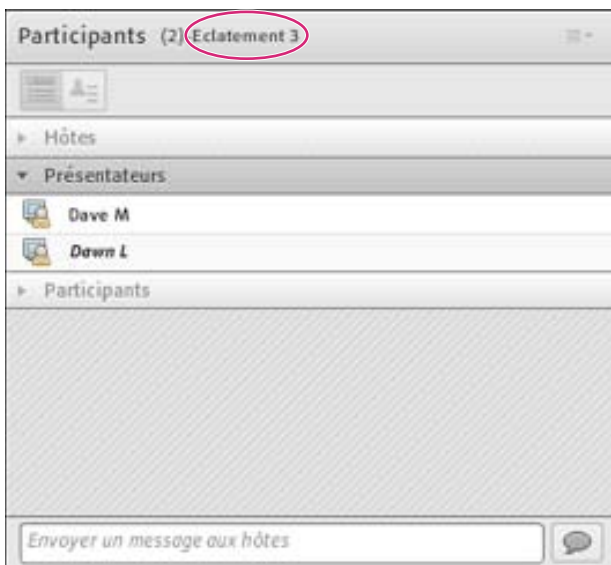 Participants (2) Eclatement 3
Hôtes
Présentateurs
Dave M
Dawn L
Participants
Envoyer un message aux hôtes